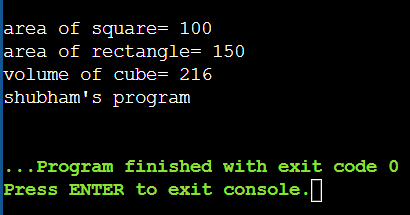 area of square= 100
area of rectangle= 150
volume of cube= 216
shubham's program
...Program finished with exit code 0
Press ENTER to exit console.